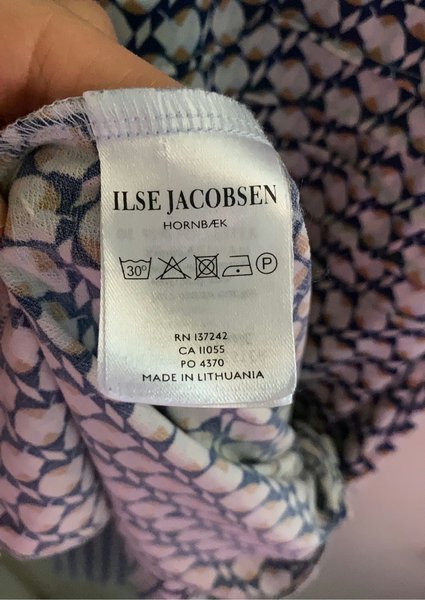 ILSE JACOBSEN
HORNBÆK
30° P
RN 137242
CA 11055
PO 4370
MADE IN LITHUANIA